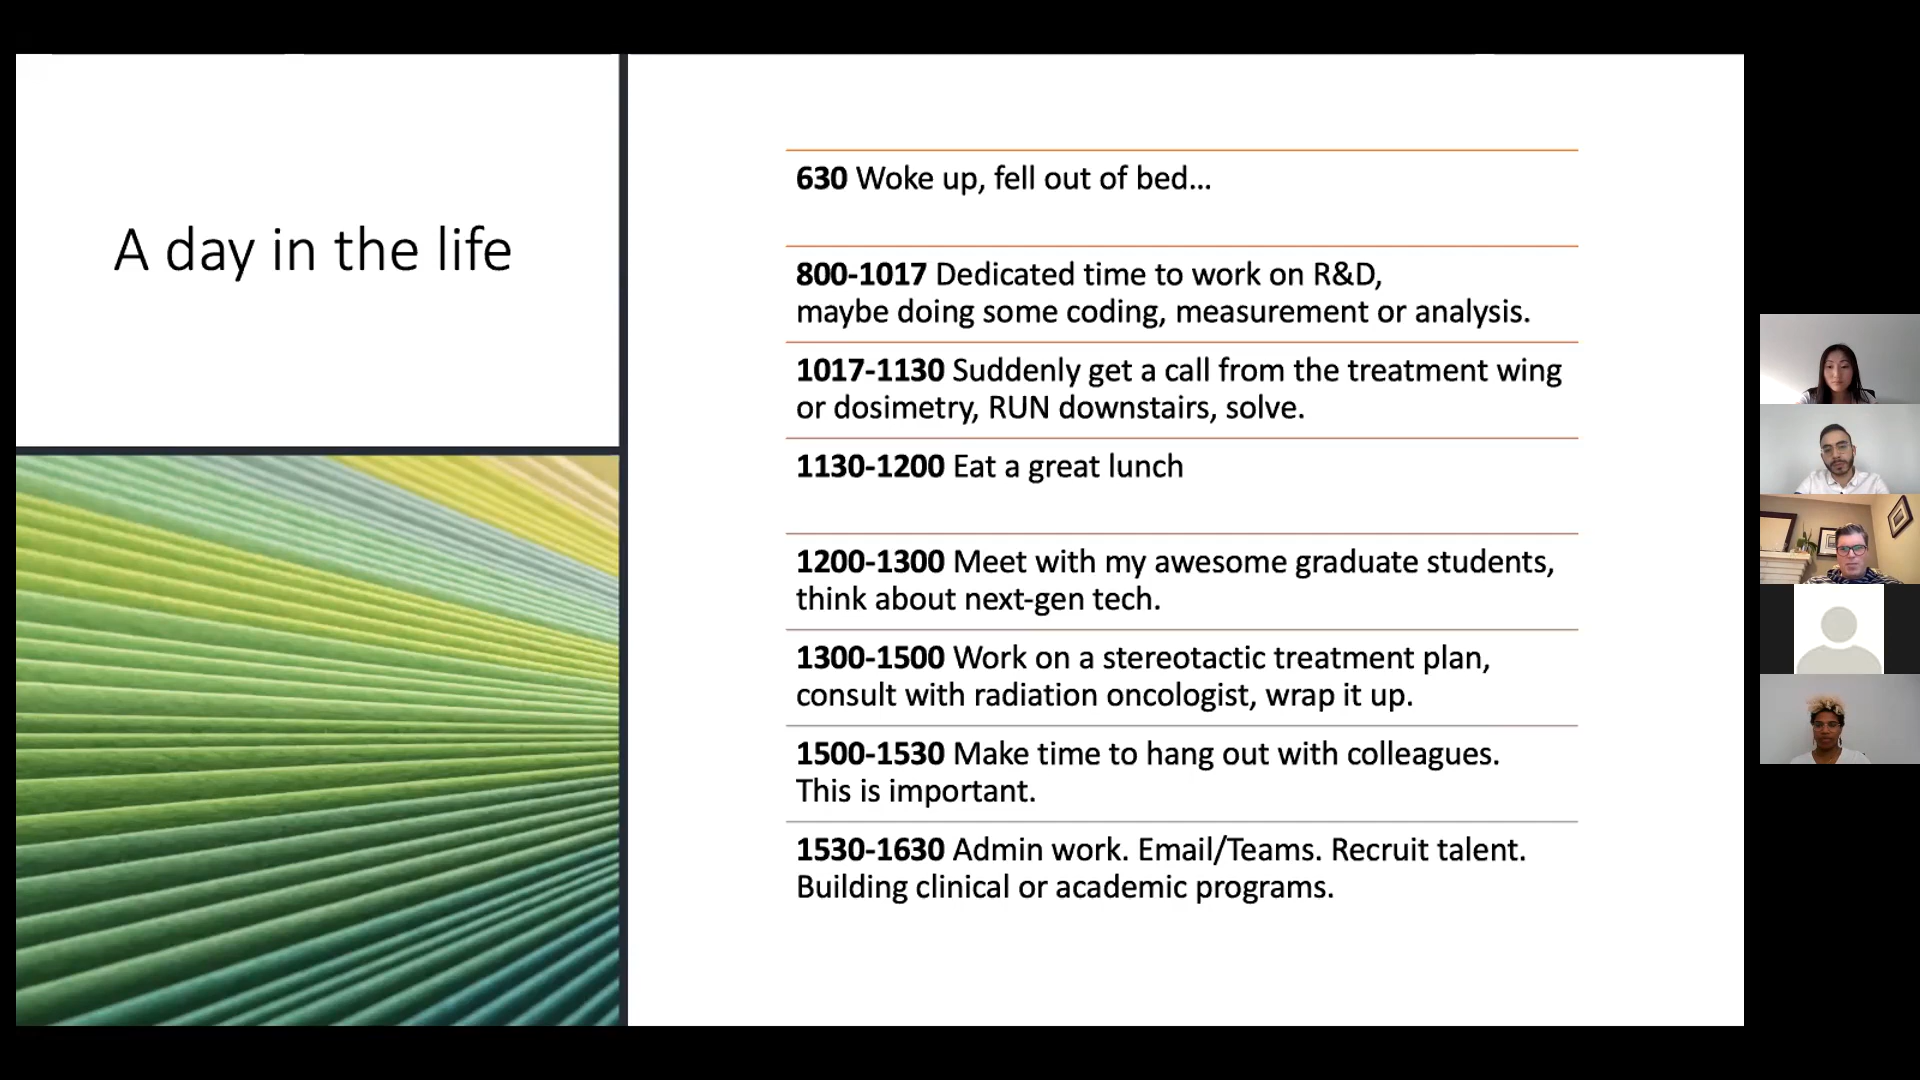 A day in the life
630 Woke up, fell out of bed...
800-1017 Dedicated time to work on R&D,
maybe doing some coding, measurement or analysis.
1017-1130 Suddenly get a call from the treatment wing
or dosimetry, RUN downstairs, solve.
1130-1200 Eat a great lunch
1200-1300 Meet with my awesome graduate students,
think about next-gen tech.
1300-1500 Work on a stereotactic treatment plan,
consult with radiation oncologist, wrap it up.
1500-1530 Make time to hang out with colleagues.
This is important.
1530-1630 Admin work. Email/Teams. Recruit talent.
Building clinical or academic programs.